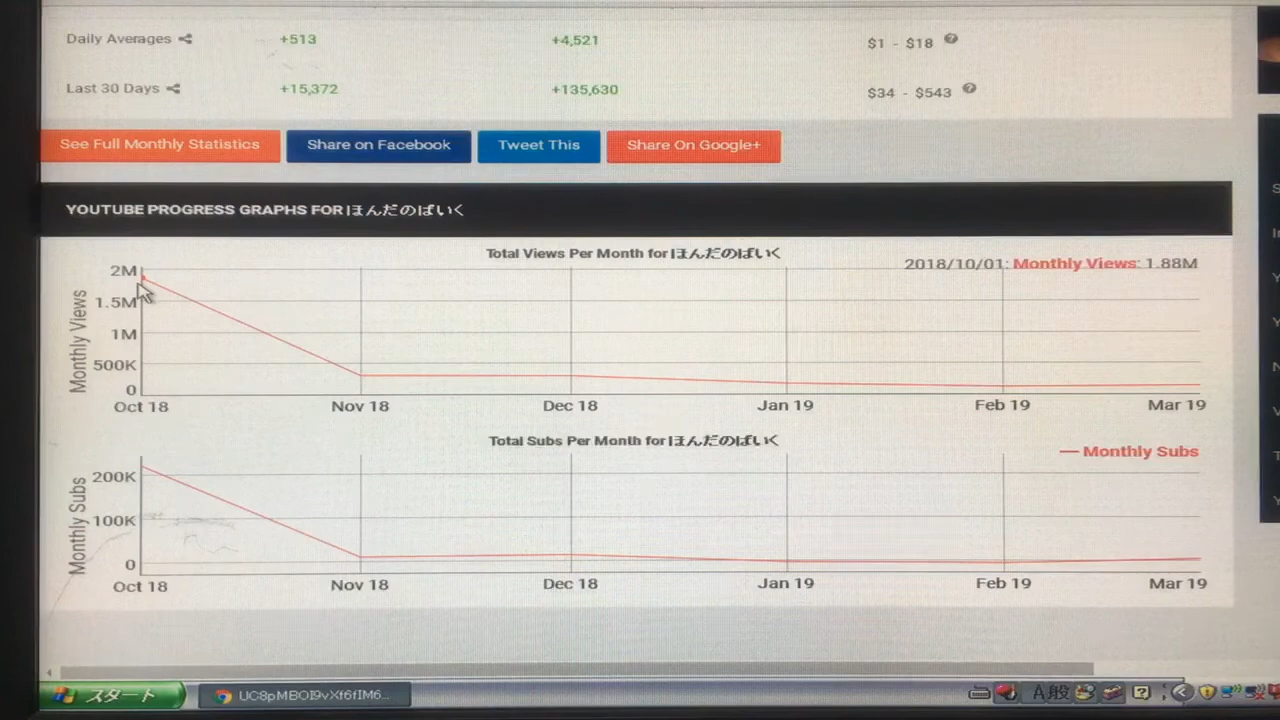 Daily Averages +513 +4,521 $1 - $18
Last 30 Days +15,372 +135,630 $34 - $543
See Full Monthly Statistics Share on Facebook Tweet This Share On Google+
YOUTUBE PROGRESS GRAPHS FOR ほんだのばいく
Total Views Per Month for ほんだのばいく
2018/10/01: Monthly Views: 1.88M
Monthly Views
2M
1.5M
1M
500K
0
Oct 18 Nov 18 Dec 18 Jan 19 Feb 19 Mar 19
Total Subs Per Month for ほんだのばいく
Monthly Subs
Monthly Subs
200K
100K
0
Oct 18 Nov 18 Dec 18 Jan 19 Feb 19 Mar 19
スタート UC8pMBOI9vXf6fIM6... A般